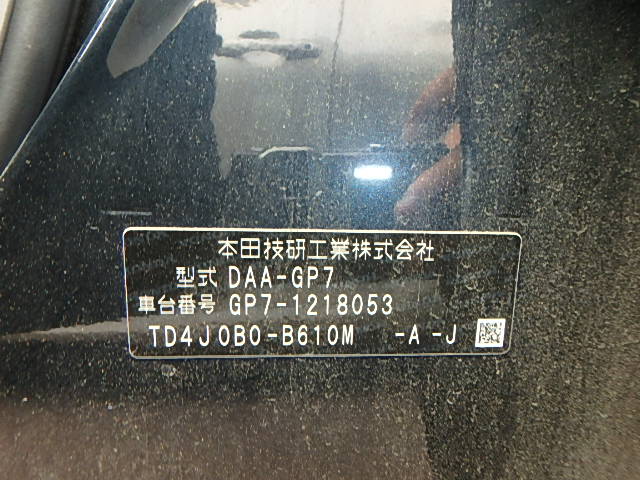 本田技研工業株式会社
型式 DAA-GP7
車台番号 GP7-1218053
TD4J0B0-B610M -A -J